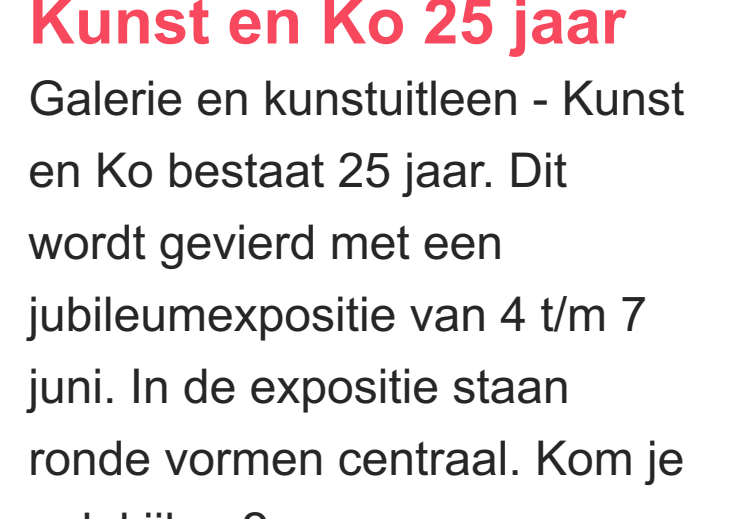 Kunst en Ko 25 jaar
Galerie en kunstuitleen - Kunst
en Ko bestaat 25 jaar. Dit
wordt gevierd met een
jubileumexpositie van 4 t/m 7
juni. In de expositie staan
ronde vormen centraal. Kom je